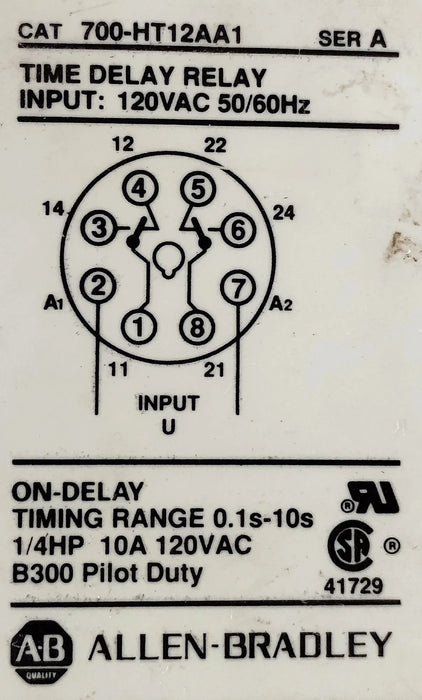 CAT 700-HT12AA1 SER A
TIME DELAY RELAY
INPUT: 120VAC 50/60Hz
12 22
4 5
14 24
3 6
2 7
A1 A2
1 8
11 21
INPUT
U
ON-DELAY
TIMING RANGE 0.1s-10s
1/4HP 10A 120VAC
B300 Pilot Duty
RU ®
SA ®
41729
AB QUALITY ALLEN-BRADLEY